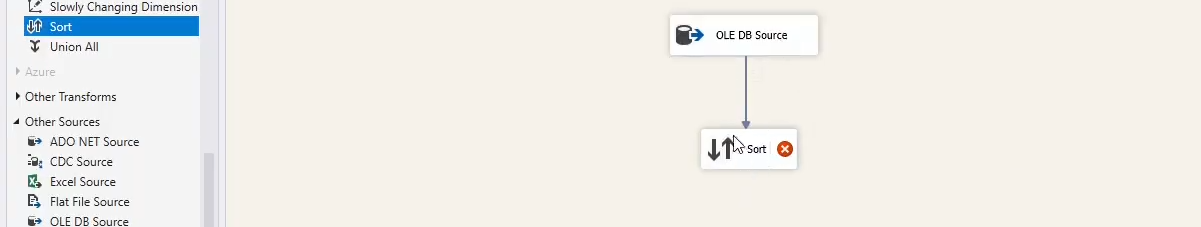 Slowly Changing Dimension
Sort
Union All
Azure
Other Transforms
Other Sources
ADO NET Source
CDC Source
Excel Source
Flat File Source
OLE DB Source
OLE DB Source
Sort